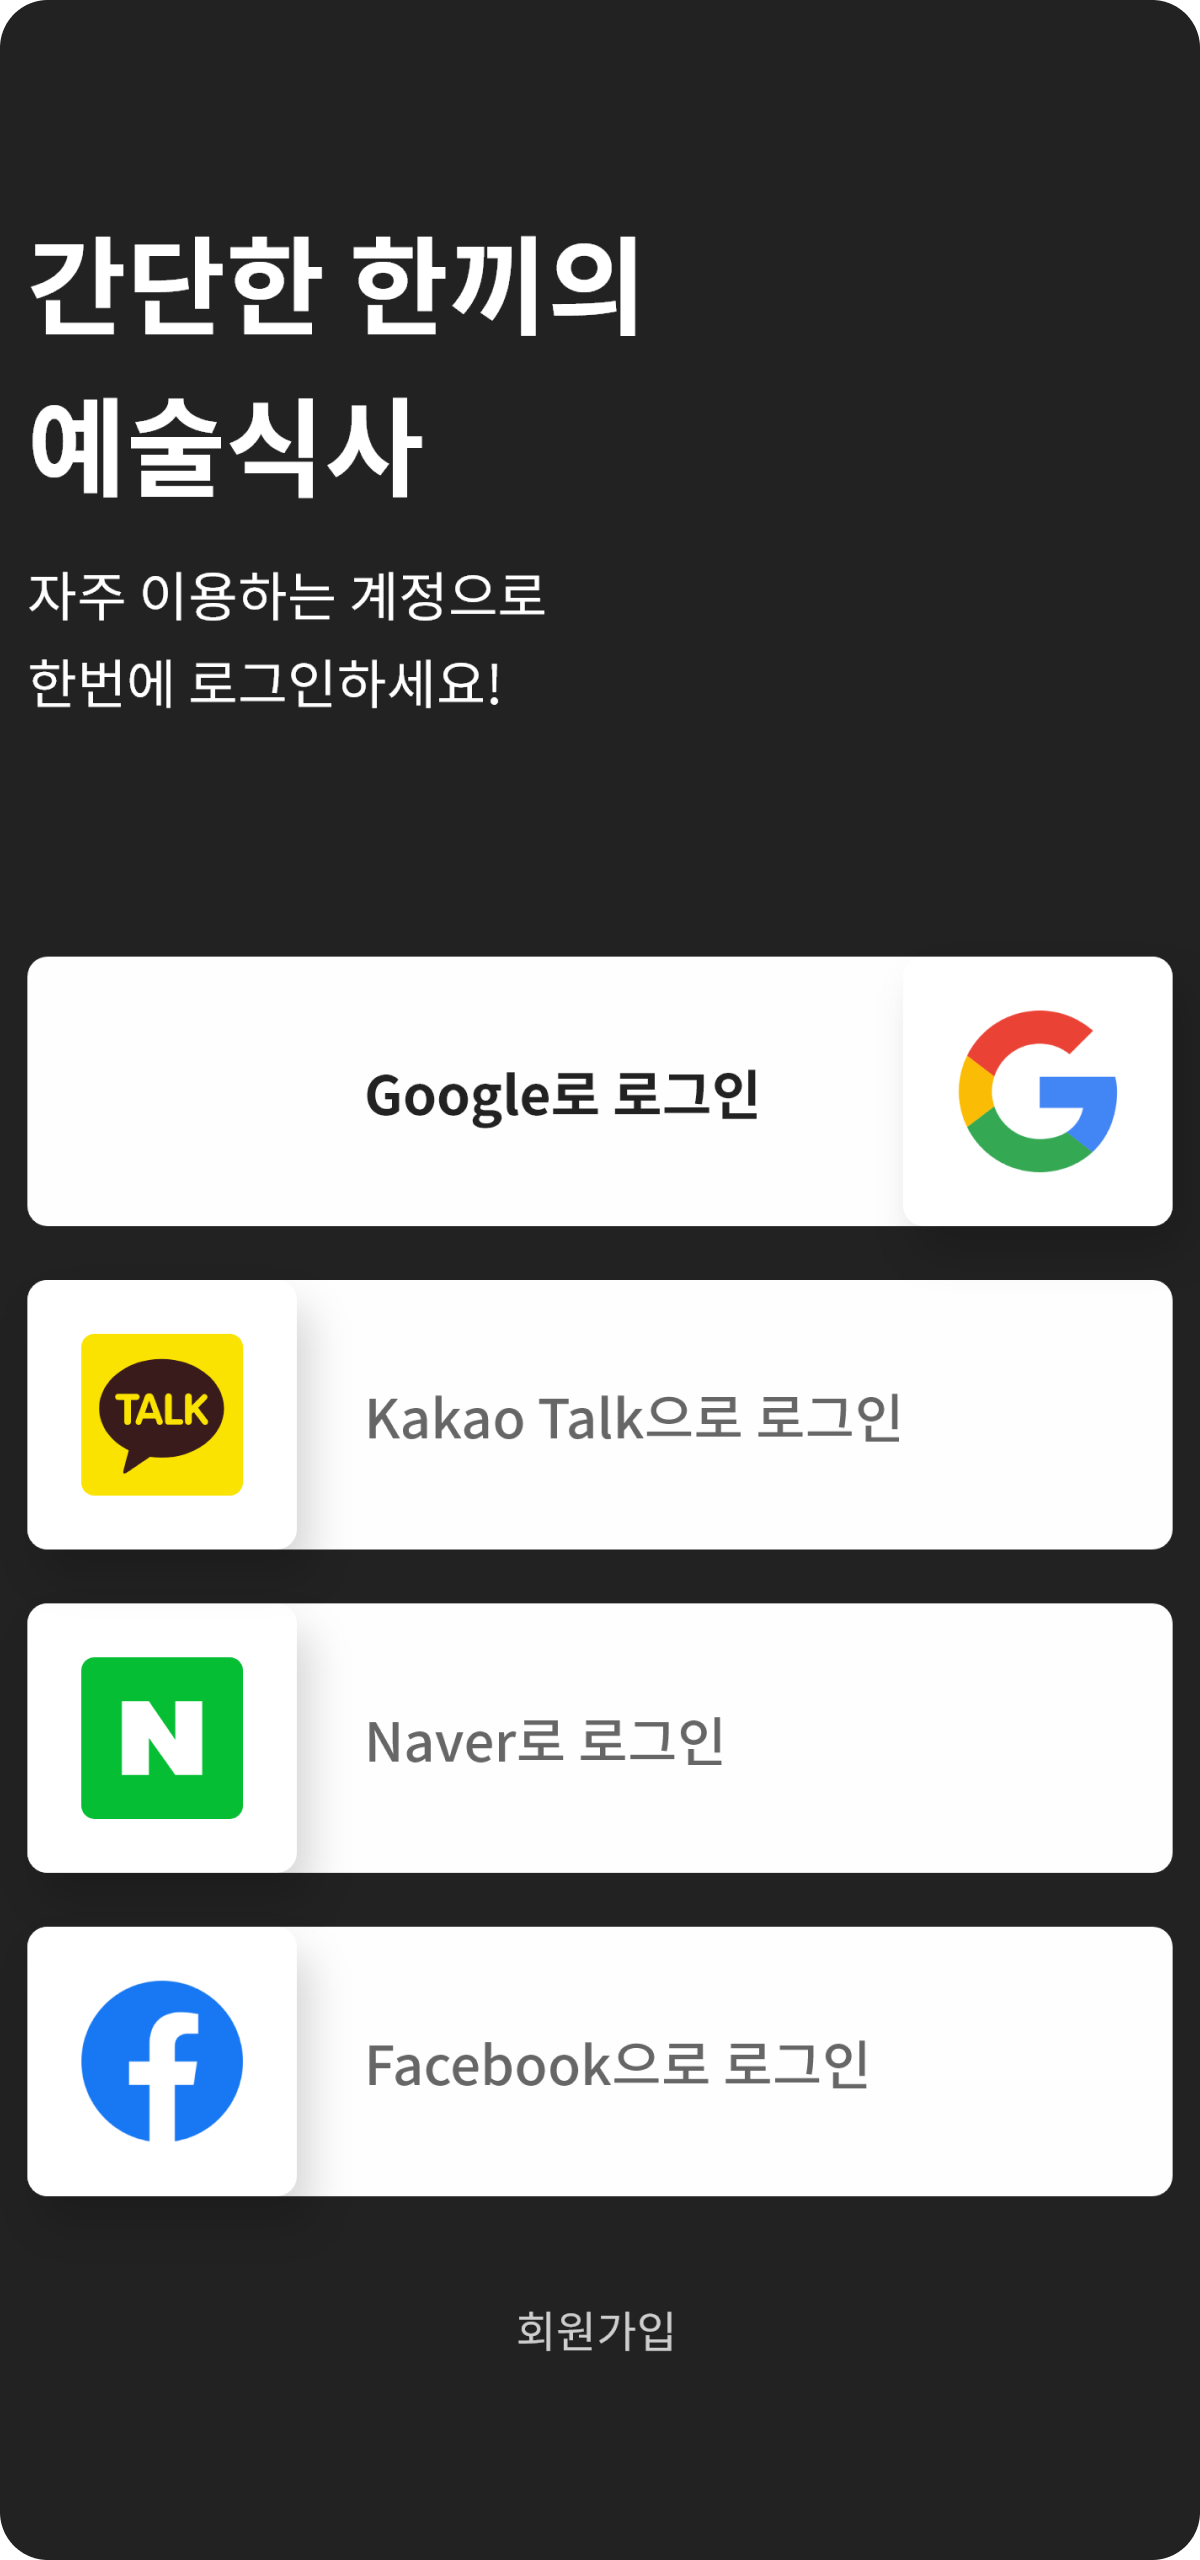 간단한 한끼의
예술식사
자주 이용하는 계정으로
한번에 로그인하세요!
Google로 로그인
TALK
Kakao Talk으로 로그인
N
Naver로 로그인
Facebook으로 로그인
회원가입